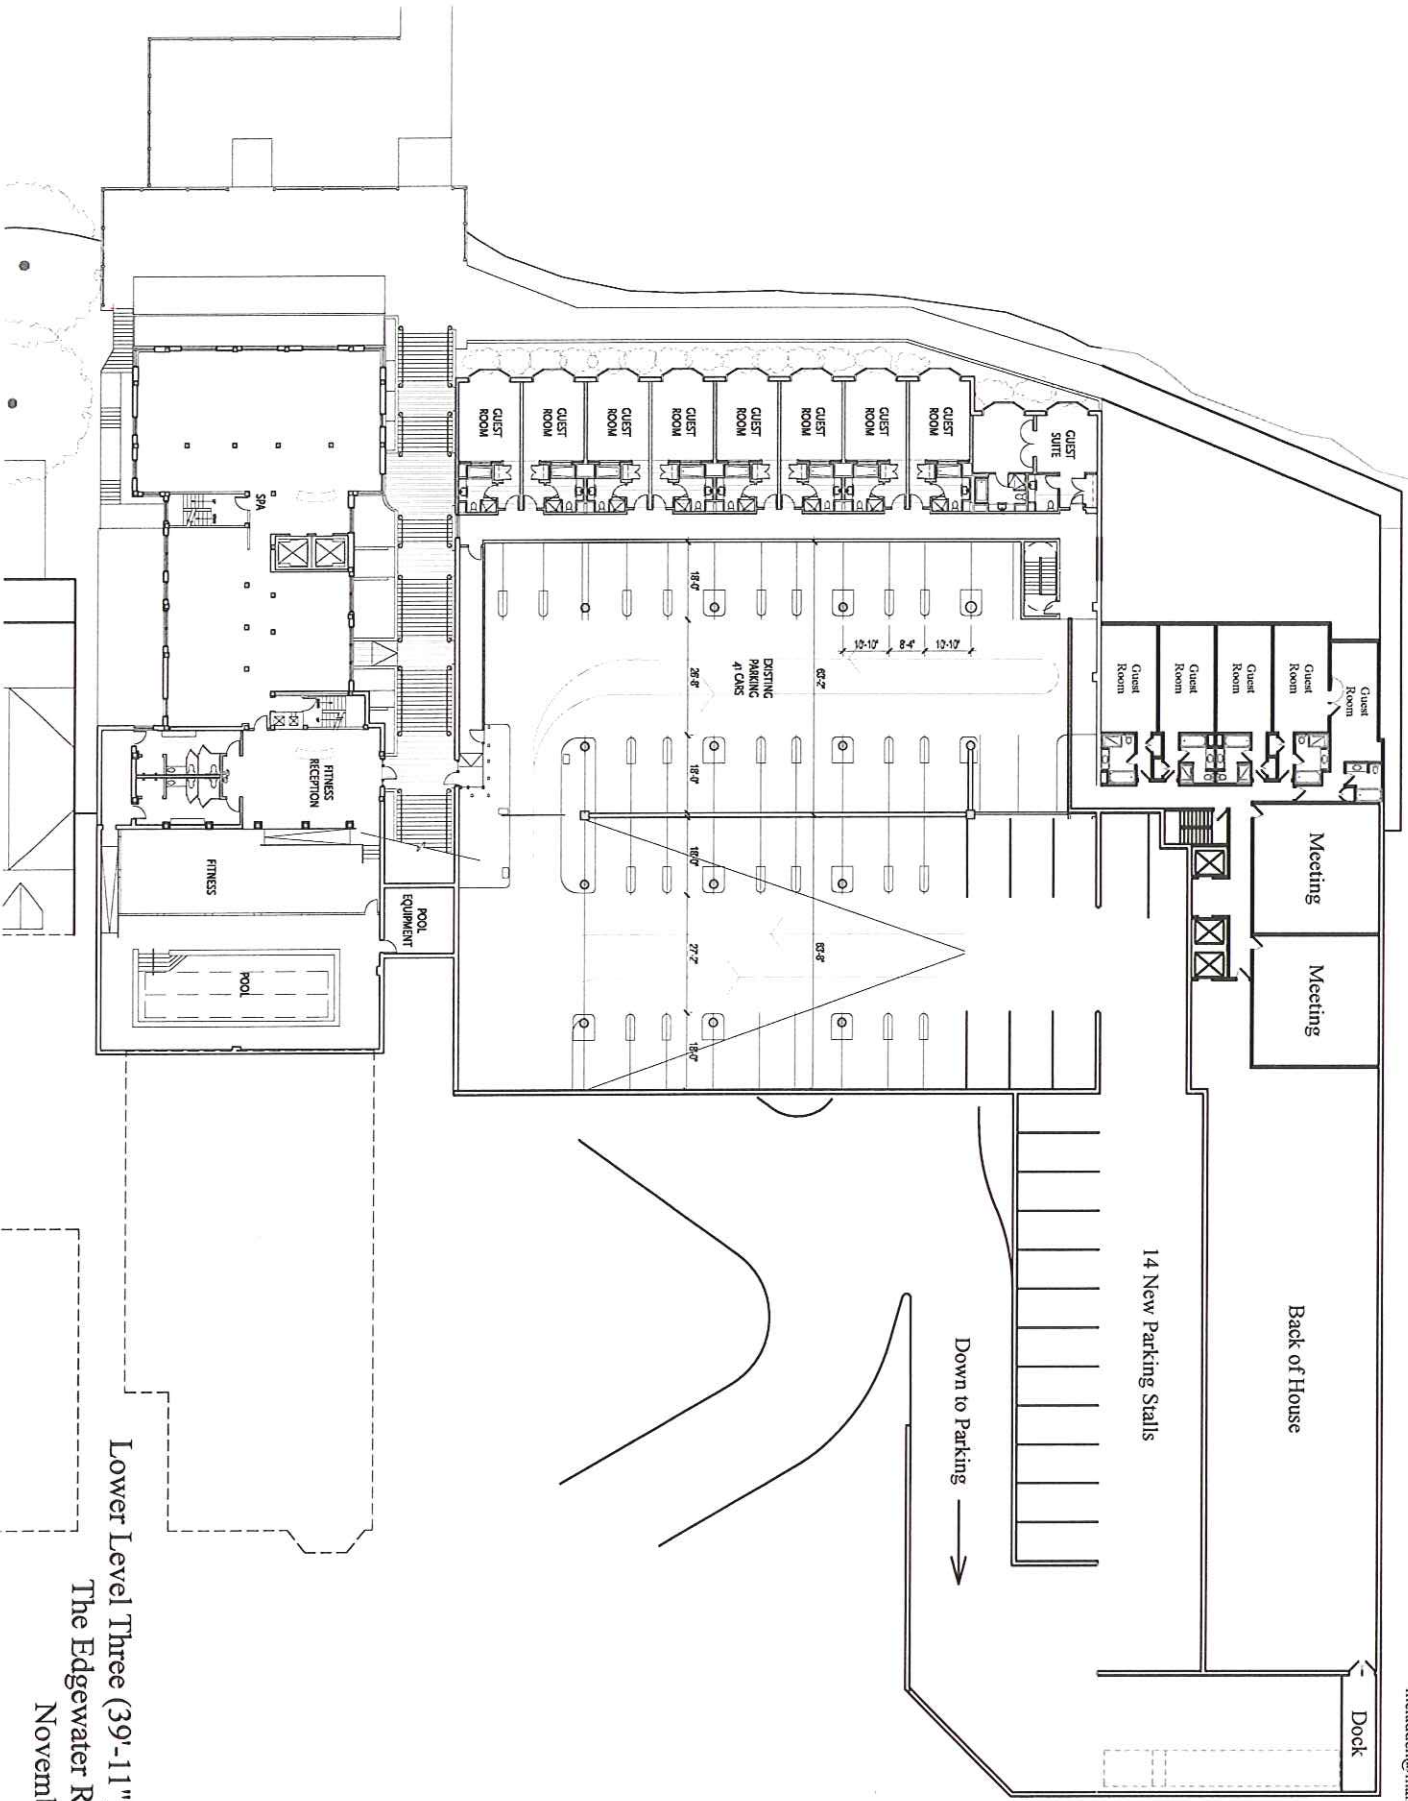 Dock
Guest
Room
Meeting
Meeting
Back of House
Guest
Room
Guest
Room
Guest
Room
Guest
Room
14 New Parking Stalls
Down to Parking
GUEST
SUITE
10'-10"
8'-4"
10'-10"
GUEST
ROOM
GUEST
ROOM
GUEST
ROOM
GUEST
ROOM
GUEST
ROOM
GUEST
ROOM
GUEST
ROOM
GUEST
ROOM
63'-2"
63'-8"
EXISTING
PARKING
41 CARS
18'-0"
26'-8"
18'-0"
18'-0"
27'-2"
18'-0"
POOL
EQUIPMENT
FITNESS
RECEPTION
SPA
FITNESS
POOL
Lower Level Three (39'-11"
The Edgewater R
Novem